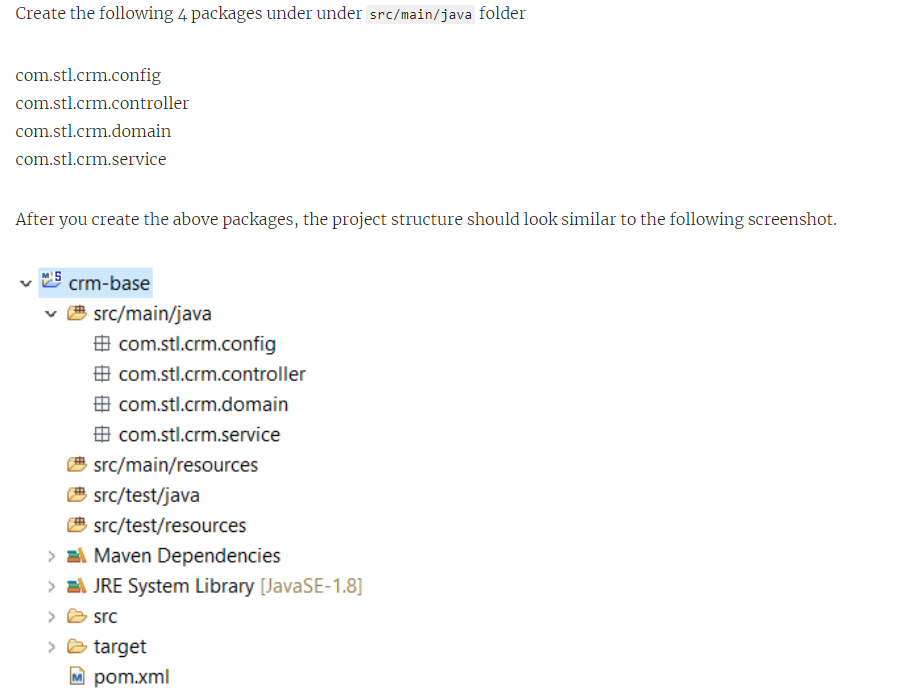 Create the following 4 packages under under src/main/java folder
com.stl.crm.config
com.stl.crm.controller
com.stl.crm.domain
com.stl.crm.service
After you create the above packages, the project structure should look similar to the following screenshot.
crm-base
src/main/java
com.stl.crm.config
com.stl.crm.controller
com.stl.crm.domain
com.stl.crm.service
src/main/resources
src/test/java
src/test/resources
Maven Dependencies
JRE System Library [JavaSE-1.8]
src
target
pom.xml